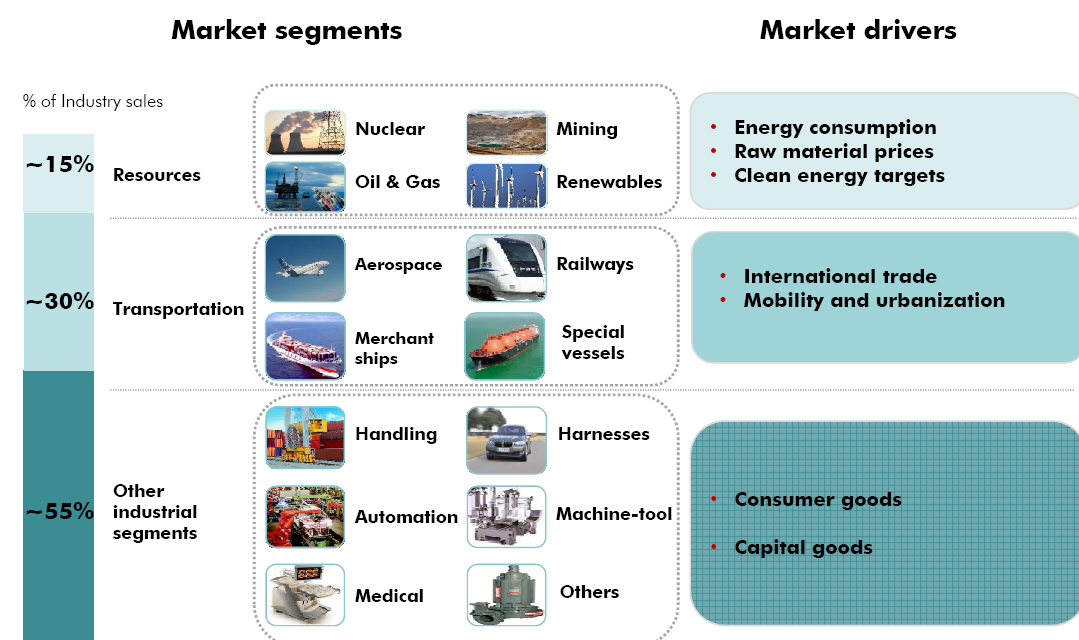 Market segments
Market drivers
% of Industry sales
~15%
Resources
Nuclear
Mining
Oil & Gas
Renewables
• Energy consumption
• Raw material prices
• Clean energy targets
~30%
Transportation
Aerospace
Railways
Merchant
ships
Special
vessels
• International trade
• Mobility and urbanization
~55%
Other
industrial
segments
Handling
Harnesses
Automation
Machine-tool
Medical
Others
• Consumer goods
• Capital goods